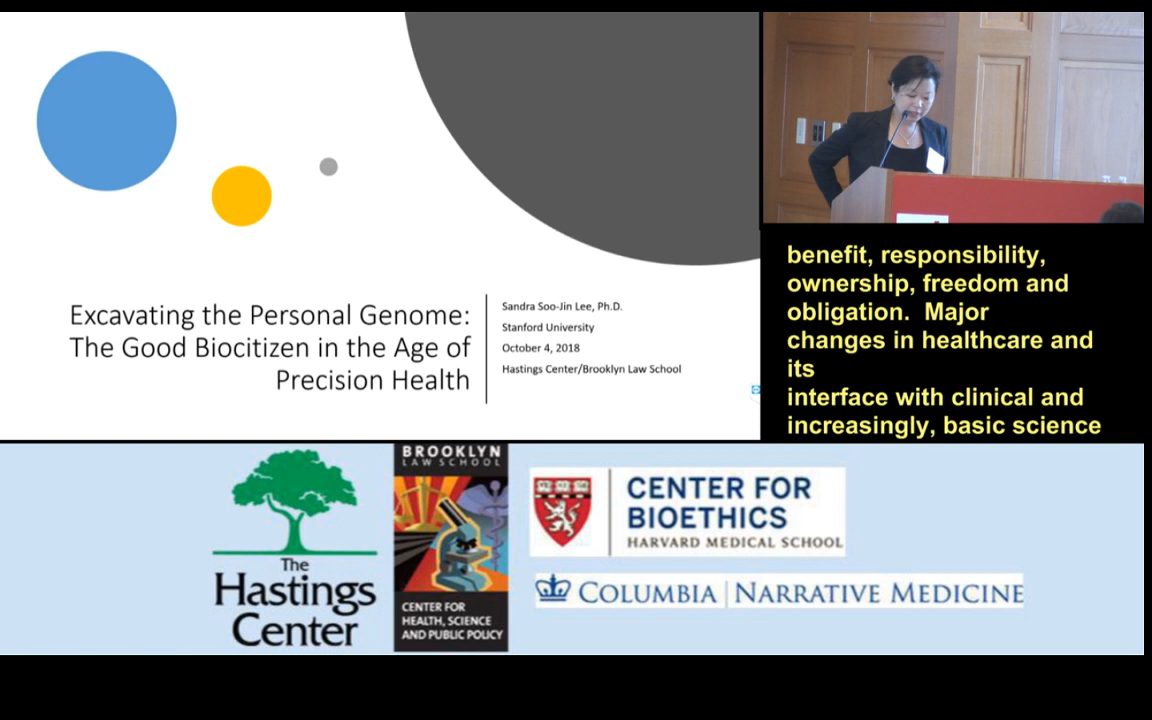 Excavating the Personal Genome:
The Good Biocitizen in the Age of
Precision Health
Sandra Soo-Jin Lee, Ph.D.
Stanford University
October 4, 2018
Hastings Center/Brooklyn Law School
benefit, responsibility,
ownership, freedom and
obligation.  Major
changes in healthcare and
its
interface with clinical and
increasingly, basic science
The
Hastings
Center
BROOKLYN
LAW SCHOOL
CENTER FOR
HEALTH, SCIENCE
AND PUBLIC POLICY
CENTER FOR
BIOETHICS
HARVARD MEDICAL SCHOOL
COLUMBIA | NARRATIVE MEDICINE